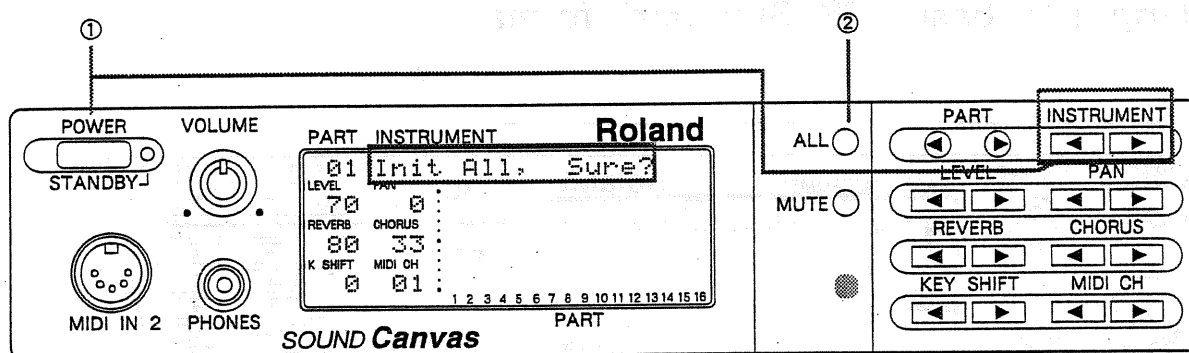 ① ②
POWER
VOLUME
STANDBY
MIDI IN 2
PHONES
PART INSTRUMENT
Roland
01 Init All, Sure?
LEVEL PAN
70 0
REVERB CHORUS
80 33
K SHIFT MIDI CH
0 01
1 2 3 4 5 6 7 8 9 10 11 12 13 14 15 16
PART
SOUND Canvas
ALL
MUTE
PART INSTRUMENT
LEVEL PAN
REVERB CHORUS
KEY SHIFT MIDI CH